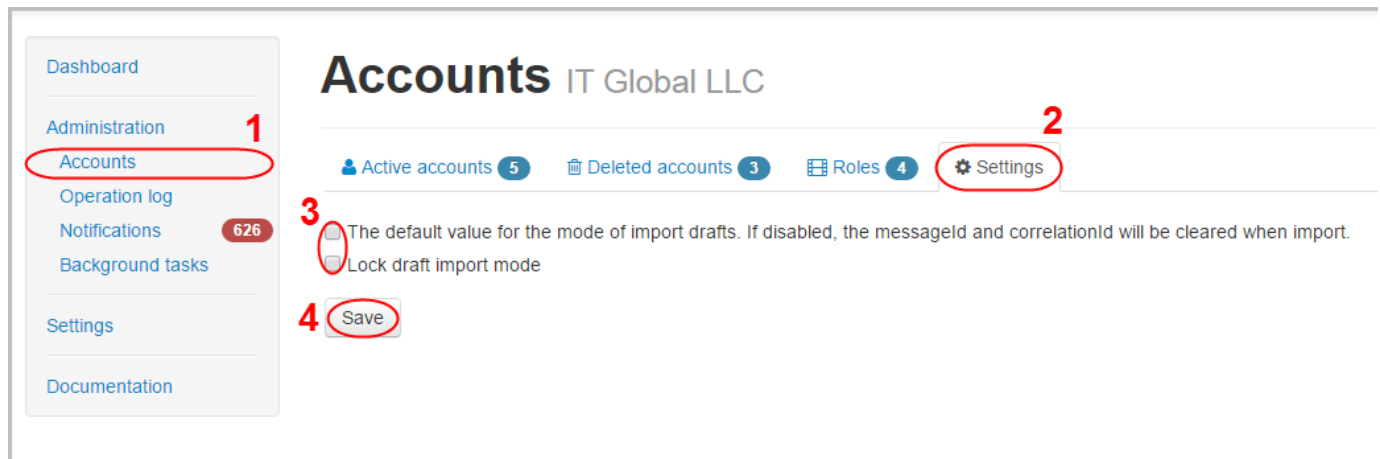 Dashboard
Administration
1
Accounts
Operation log
Notifications 626
Background tasks
Settings
Documentation
Accounts IT Global LLC
2
Active accounts 5 Deleted accounts 3 Roles 4 Settings
3
The default value for the mode of import drafts. If disabled, the messageId and correlationId will be cleared when import.
Lock draft import mode
4 Save